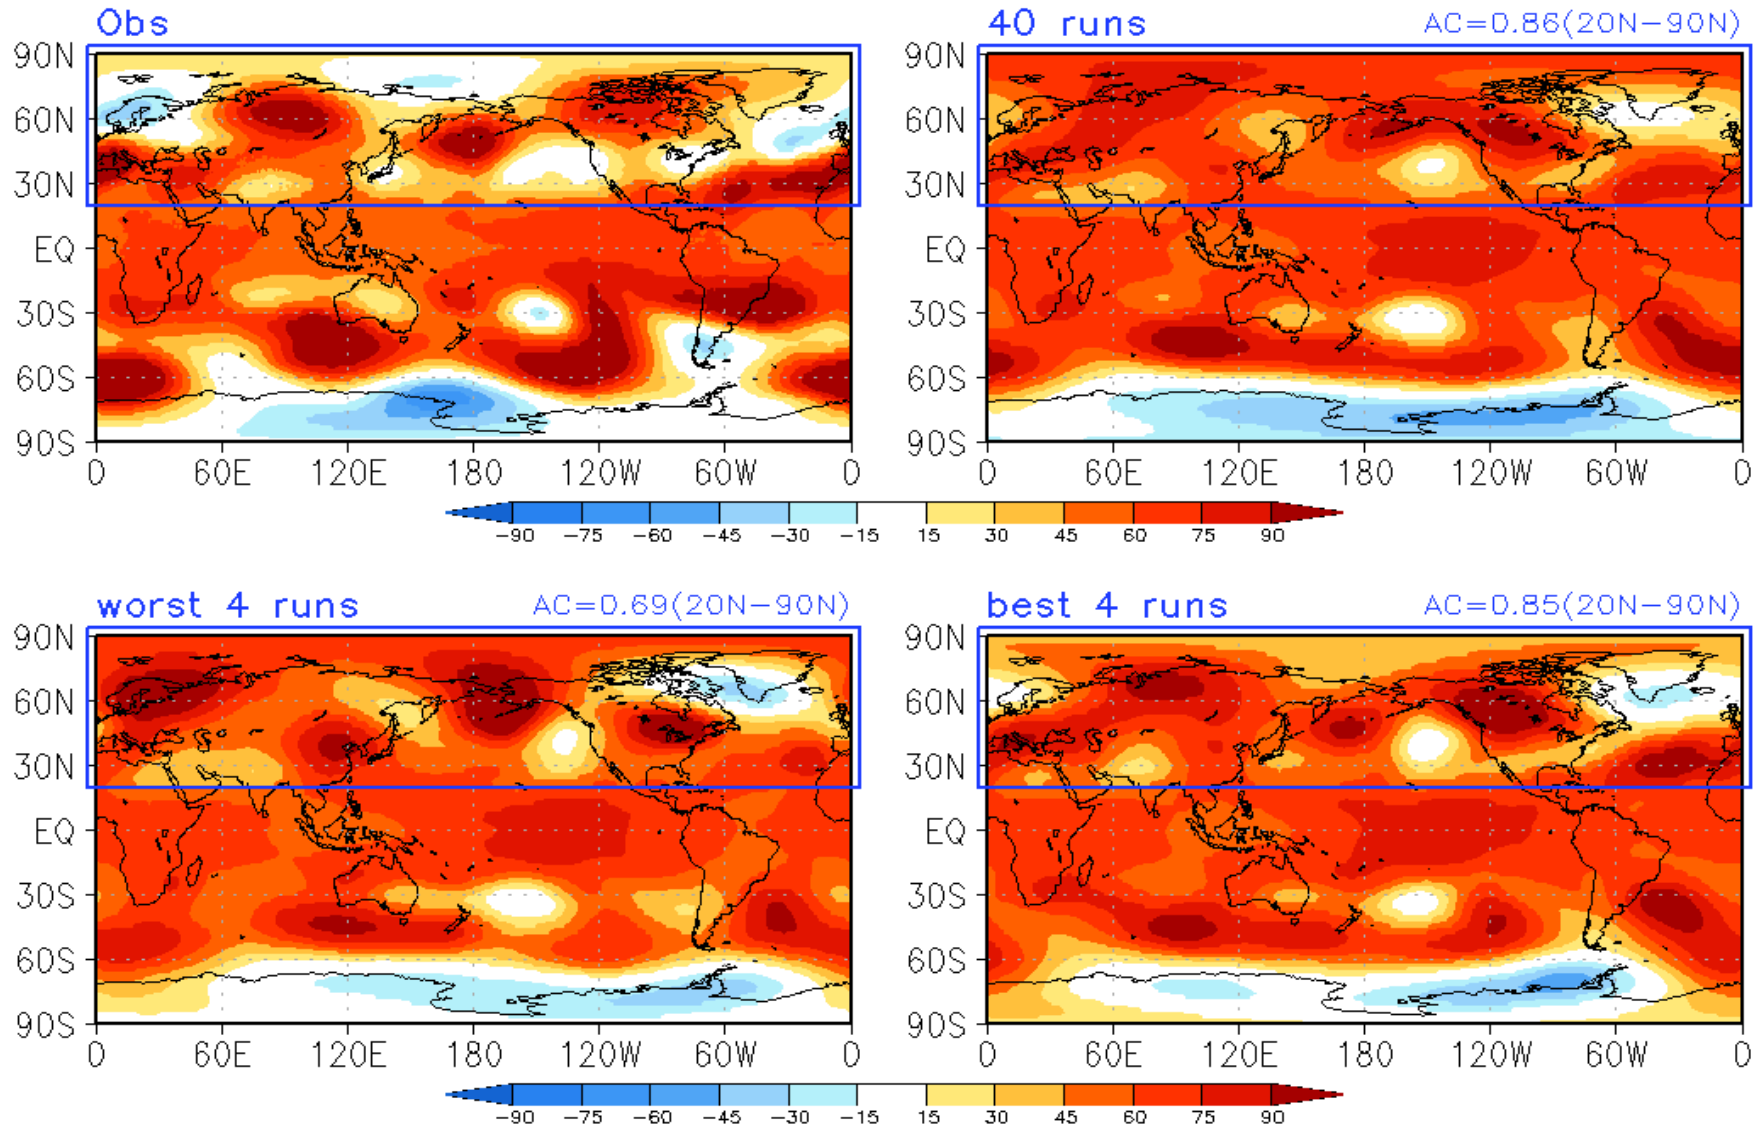 Obs
40 runs AC=0.86(20N−90N)
90N 90N
60N 60N
30N 30N
EQ EQ
30S 30S
60S 60S
90S 90S
0 60E 120E 180 120W 60W 0 0 60E 120E 180 120W 60W 0
−90 −75 −60 −45 −30 −15 15 30 45 60 75 90
worst 4 runs AC=0.69(20N−90N) best 4 runs AC=0.85(20N−90N)
90N 90N
60N 60N
30N 30N
EQ EQ
30S 30S
60S 60S
90S 90S
0 60E 120E 180 120W 60W 0 0 60E 120E 180 120W 60W 0
−90 −75 −60 −45 −30 −15 15 30 45 60 75 90